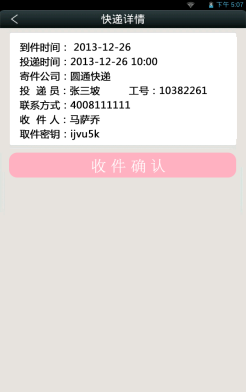 下午 5:07
快递详情
到件时间： 2013-12-26
投递时间：2013-12-26 10:00
寄件公司：圆通快递
投 递 员：张三坡 工号：10382261
联系方式：4008111111
收 件 人：马萨乔
取件密钥：ijvu5k
收 件 确 认